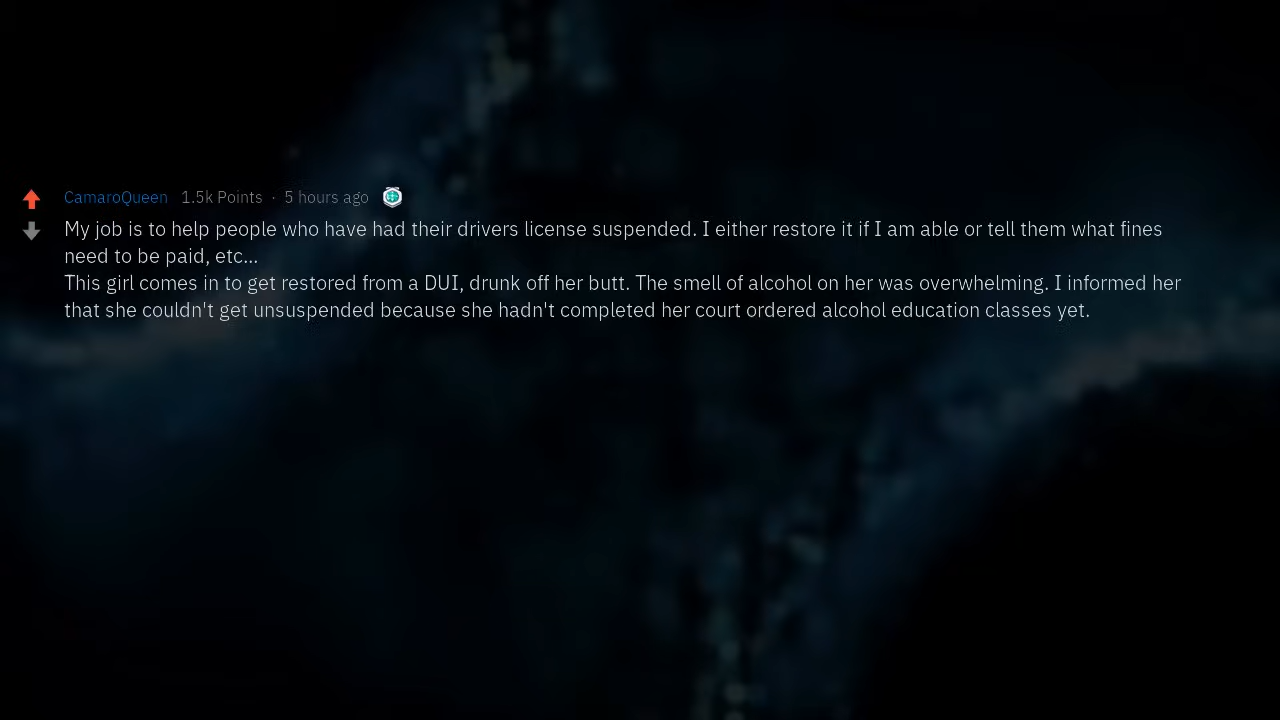 CamaroQueen 1.5k Points · 5 hours ago
My job is to help people who have had their drivers license suspended. I either restore it if I am able or tell them what fines
need to be paid, etc...
This girl comes in to get restored from a DUI, drunk off her butt. The smell of alcohol on her was overwhelming. I informed her
that she couldn't get unsuspended because she hadn't completed her court ordered alcohol education classes yet.